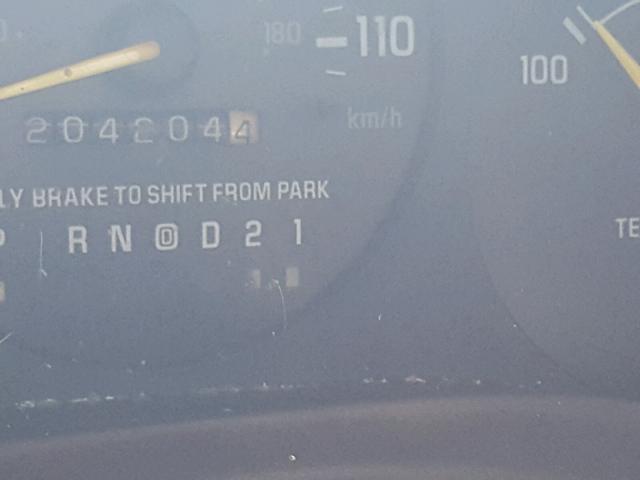 180 110
100
2042044
km/h
LY BRAKE TO SHIFT FROM PARK
P R N D D 2 1
TE